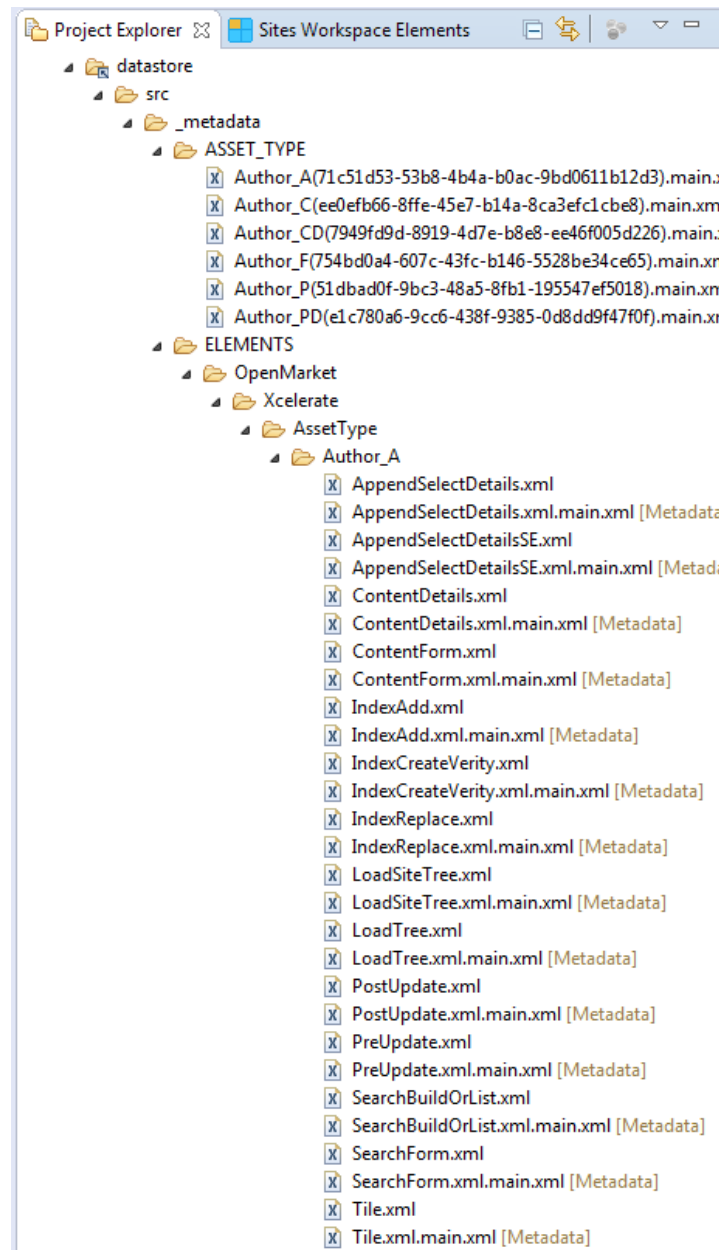 Project Explorer Sites Workspace Elements
datastore
src
_metadata
ASSET_TYPE
Author_A(71c51d53-53b8-4b4a-b0ac-9bd0611b12d3).main.x
Author_C(ee0efb66-8ffe-45e7-b14a-8ca3efc1cbe8).main.xm
Author_CD(7949fd9d-8919-4d7e-b8e8-ee46f005d226).main.
Author_F(754bd0a4-607c-43fc-b146-5528be34ce65).main.xm
Author_P(51dbad0f-9bc3-48a5-8fb1-195547ef5018).main.xm
Author_PD(e1c780a6-9cc6-438f-9385-0d8dd9f47f0f).main.x
ELEMENTS
OpenMarket
Xcelerate
AssetType
Author_A
AppendSelectDetails.xml
AppendSelectDetails.xml.main.xml [Metadata
AppendSelectDetailsSE.xml
AppendSelectDetailsSE.xml.main.xml [Metada
ContentDetails.xml
ContentDetails.xml.main.xml [Metadata]
ContentForm.xml
ContentForm.xml.main.xml [Metadata]
IndexAdd.xml
IndexAdd.xml.main.xml [Metadata]
IndexCreateVerity.xml
IndexCreateVerity.xml.main.xml [Metadata]
IndexReplace.xml
IndexReplace.xml.main.xml [Metadata]
LoadSiteTree.xml
LoadSiteTree.xml.main.xml [Metadata]
LoadTree.xml
LoadTree.xml.main.xml [Metadata]
PostUpdate.xml
PostUpdate.xml.main.xml [Metadata]
PreUpdate.xml
PreUpdate.xml.main.xml [Metadata]
SearchBuildOrList.xml
SearchBuildOrList.xml.main.xml [Metadata]
SearchForm.xml
SearchForm.xml.main.xml [Metadata]
Tile.xml
Tile.xml.main.xml [Metadata]